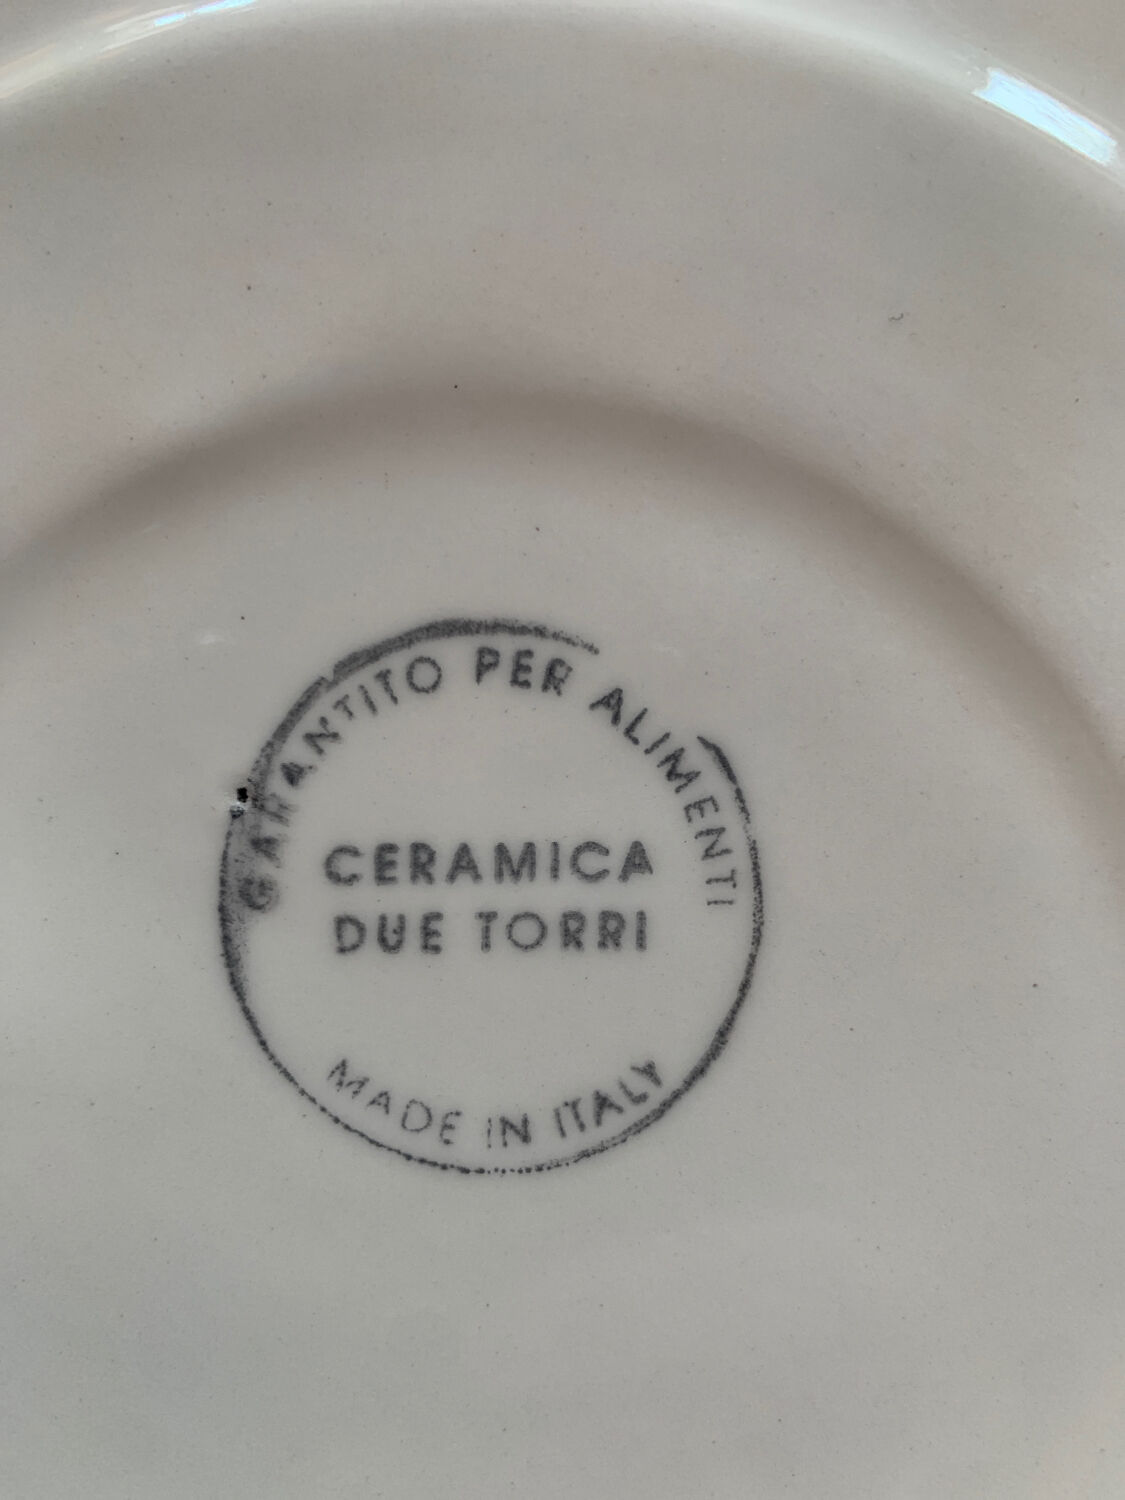 GARANTITO PER ALIMENTI
CERAMICA
DUE TORRI
MADE IN ITALY